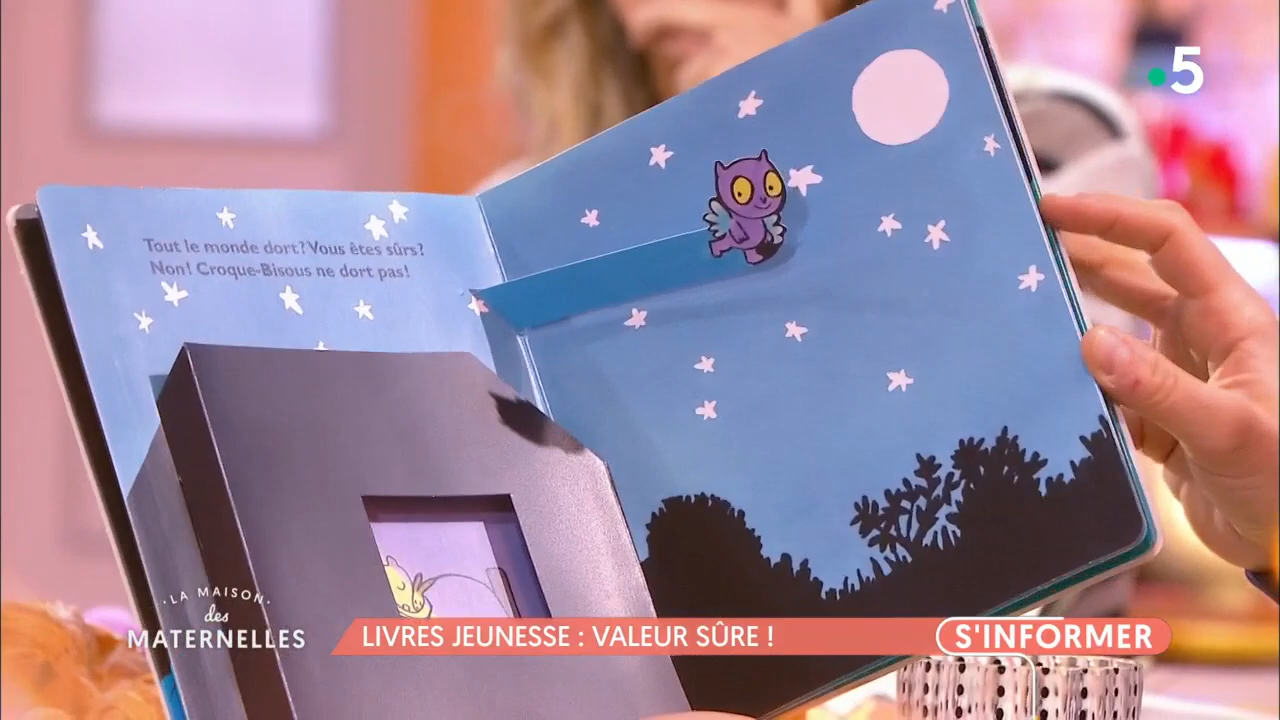 5
Tout le monde dort? Vous êtes sûrs?
Non! Croque-Bisous ne dort pas!
• LA MAISON •
des
MATERNELLES
LIVRES JEUNESSE : VALEUR SÛRE !
S'INFORMER